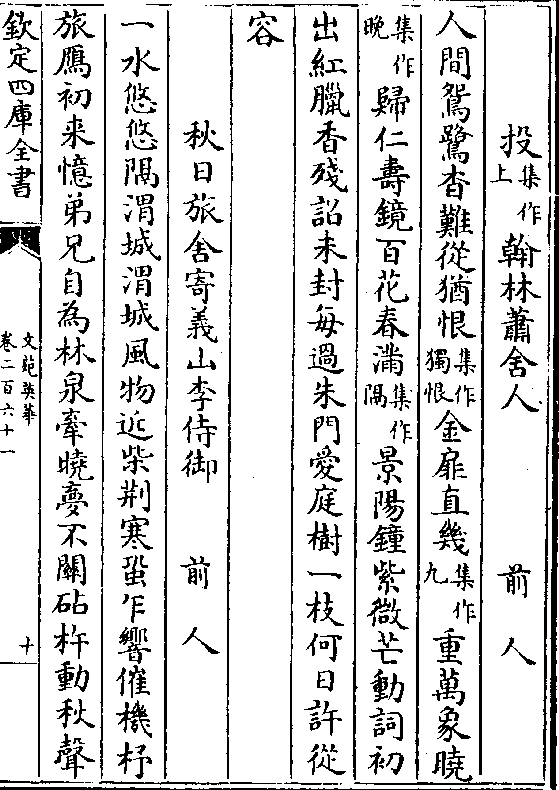 投集作上翰林蕭舍人　前人
人間鴛鷺杳難從猶恨集作獨恨金扉直幾集作九重萬象曉
集作晚歸仁壽鏡百花春滿集作隔景陽鐘紫微芒動詞初
出紅臘香殘詔未封每過朱門愛庭樹一枝何日許從
容
秋日旅舍寄義山李侍御　前人
一水悠悠隔渭城渭城風物近柴荆寒蛩乍響催機杼
旅鴈初来憶弟兄自為林泉牽曉夢不關砧杵動秋聲
欽定四庫全書
文苑英華
卷二百六十一
十